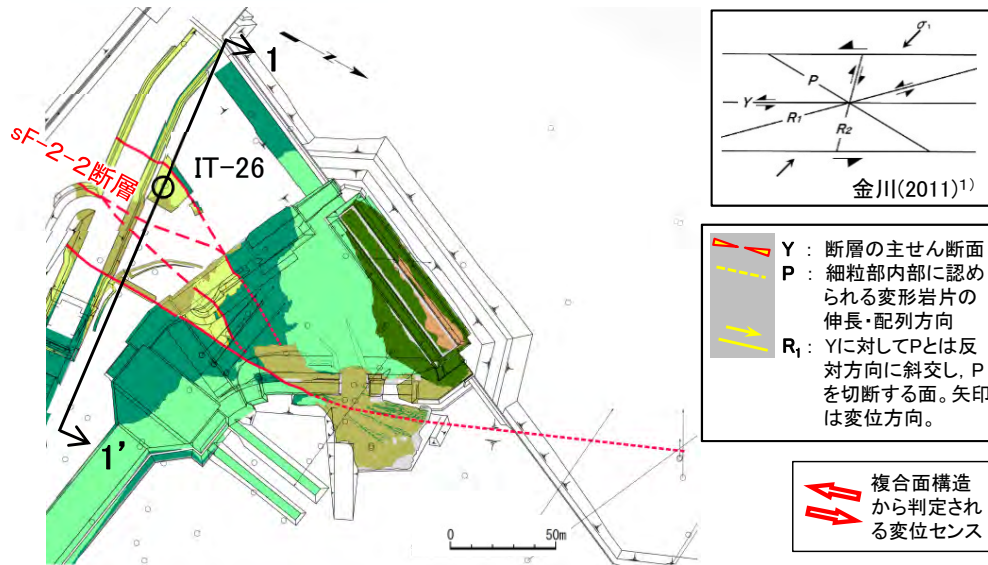 1
N
sF-2-2断層
IT-26
1'
0 50m
σ1
P
Y
R1
R2
金川(2011)1)
Y : 断層の主せん断面
P : 細粒部内部に認め
られる変形岩片の
伸長・配列方向
R1 : Yに対してPとは反
対方向に斜交し，P
を切断する面。矢印
は変位方向。
複合面構造
から判定され
る変位センス